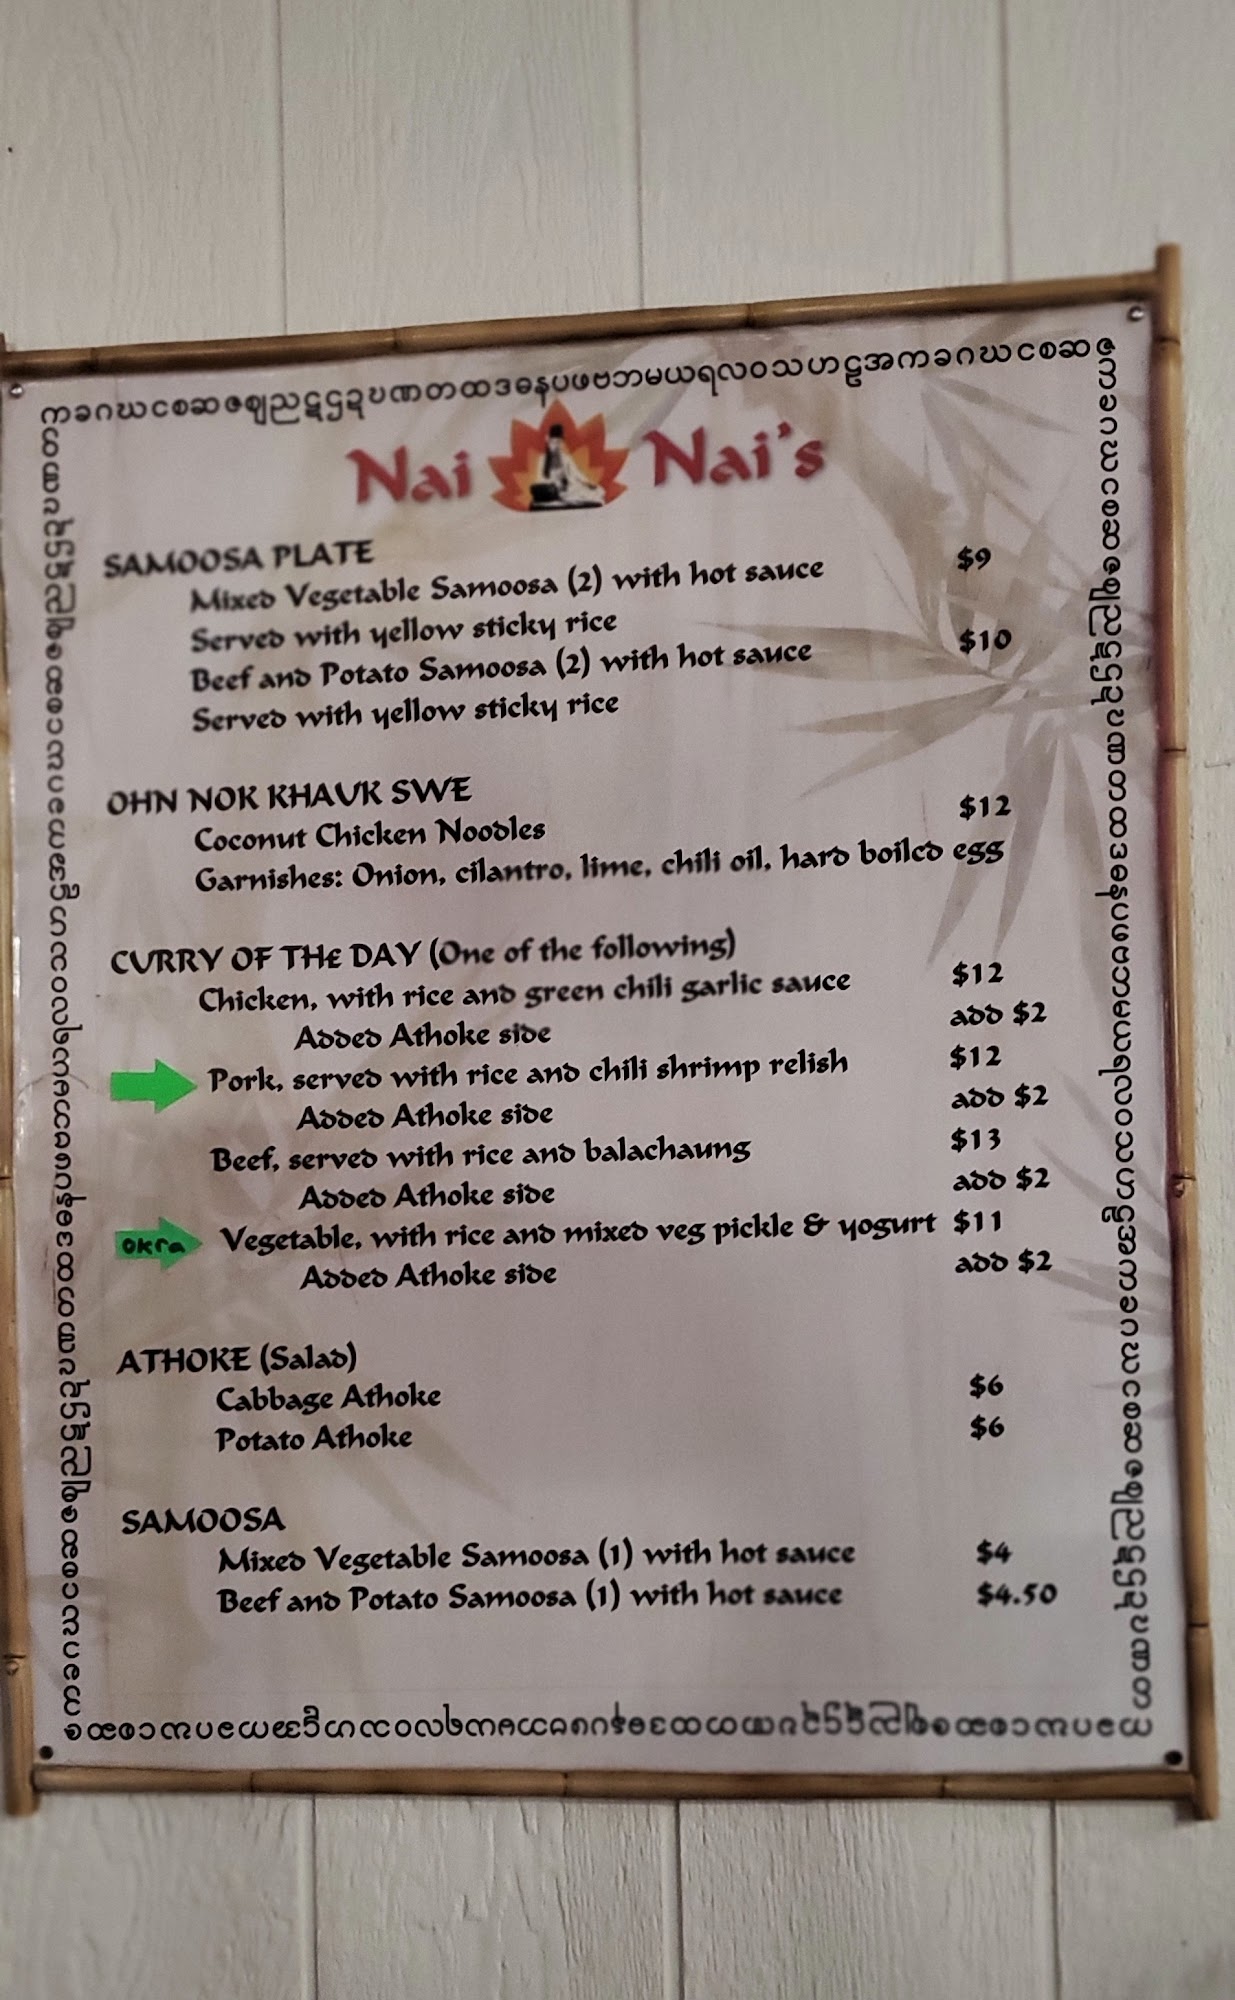 Nai Nai's
SAMOOSA PLATE
Mixed Vegetable Samoosa (2) with hot sauce $9
Served with yellow sticky rice
Beef and Potato Samoosa (2) with hot sauce $10
Served with yellow sticky rice
OHN NOK KHAUK SWE
Coconut Chicken Noodles $12
Garnishes: Onion, cilantro, lime, chili oil, hard boiled egg
CURRY OF THE DAY (One of the following)
Chicken, with rice and green chili garlic sauce $12
Added Athoke side add $2
Pork, served with rice and chili shrimp relish $12
Added Athoke side add $2
Beef, served with rice and balachaung $13
Added Athoke side add $2
okra Vegetable, with rice and mixed veg pickle & yogurt $11
Added Athoke side add $2
ATHOKE (Salad)
Cabbage Athoke $6
Potato Athoke $6
SAMOOSA
Mixed Vegetable Samoosa (1) with hot sauce $4
Beef and Potato Samoosa (1) with hot sauce $4.50